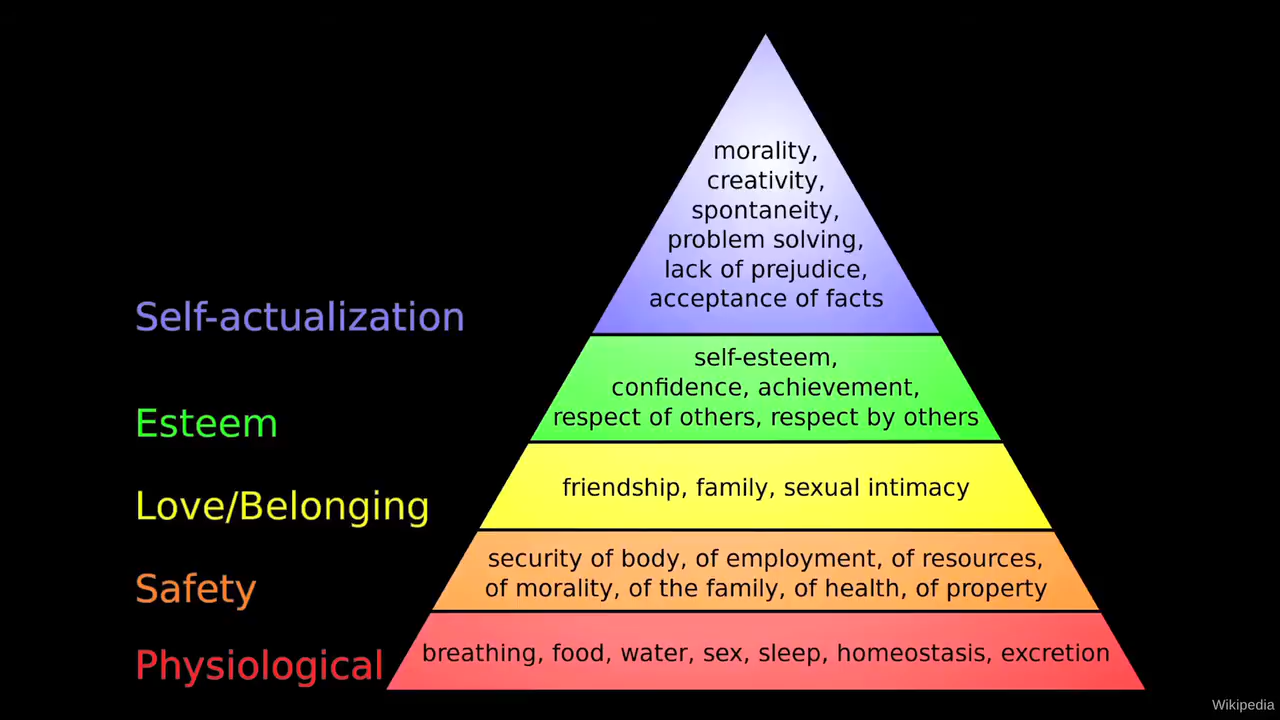 morality,
creativity,
spontaneity,
problem solving,
lack of prejudice,
acceptance of facts
Self-actualization
self-esteem,
confidence, achievement,
respect of others, respect by others
Esteem
friendship, family, sexual intimacy
Love/Belonging
security of body, of employment, of resources,
of morality, of the family, of health, of property
Safety
breathing, food, water, sex, sleep, homeostasis, excretion
Physiological
Wikipedia